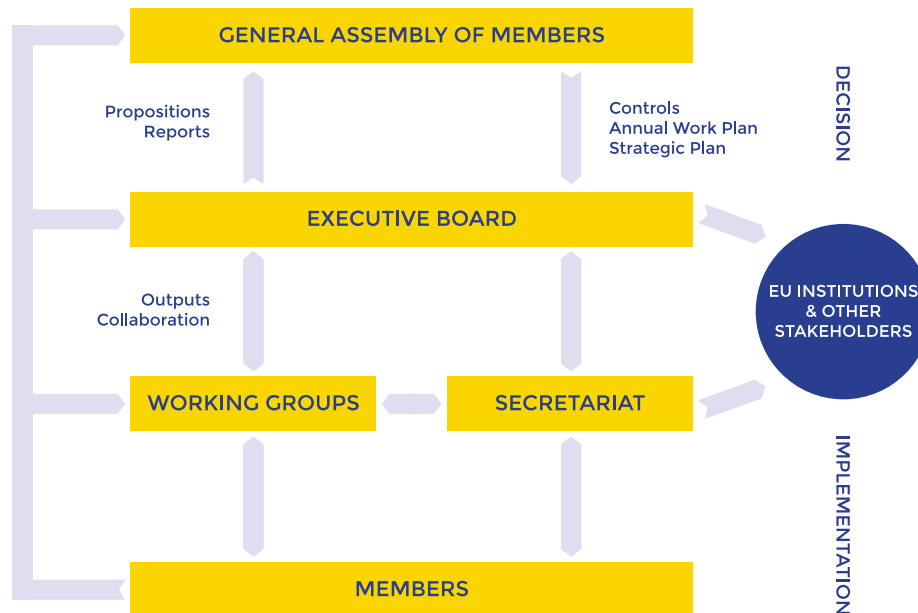 GENERAL ASSEMBLY OF MEMBERS
Propositions
Reports
Controls
Annual Work Plan
Strategic Plan
DECISION
EXECUTIVE BOARD
Outputs
Collaboration
EU INSTITUTIONS
& OTHER
STAKEHOLDERS
WORKING GROUPS
SECRETARIAT
IMPLEMENTATION
MEMBERS